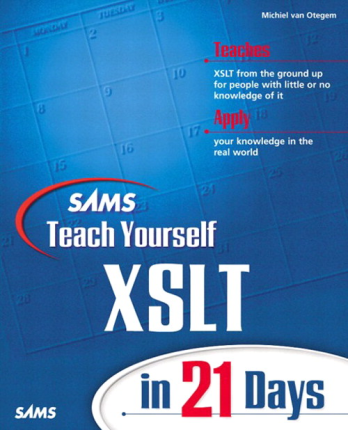 Michiel van Otegem
Teaches
XSLT from the ground up
for people with little or no
knowledge of it
Apply
your knowledge in the
real world
SAMS
Teach Yourself
XSLT
in 21 Days
SAMS